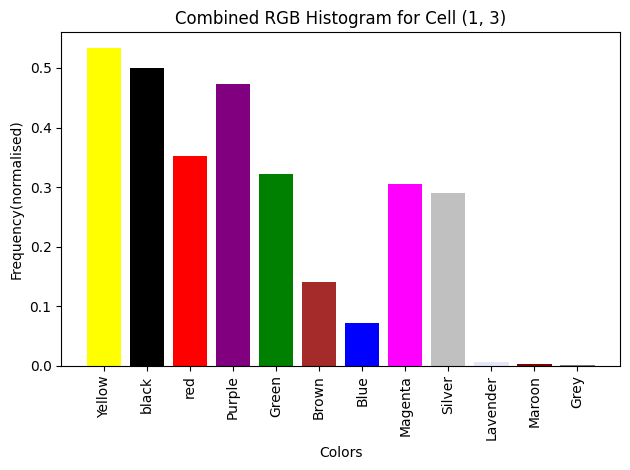 Combined RGB Histogram for Cell (1, 3)
Frequency(normalised)
0.5
0.4
0.3
0.2
0.1
0.0
Yellow
black
red
Purple
Green
Brown
Blue
Magenta
Silver
Lavender
Maroon
Grey
Colors